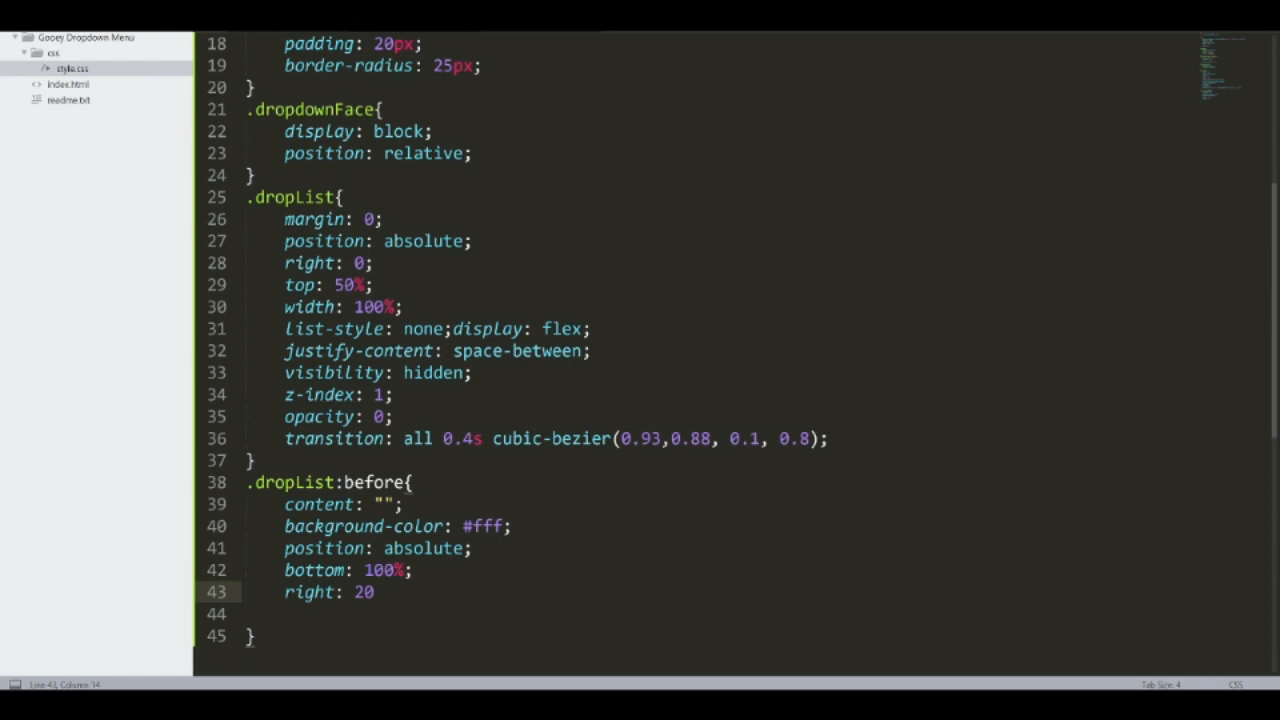 Gooey Dropdown Menu
css
style.css
index.html
readme.txt
18 padding: 20px;
19 border-radius: 25px;
20 }
21 .dropdownFace{
22 display: block;
23 position: relative;
24 }
25 .dropList{
26 margin: 0;
27 position: absolute;
28 right: 0;
29 top: 50%;
30 width: 100%;
31 list-style: none;display: flex;
32 justify-content: space-between;
33 visibility: hidden;
34 z-index: 1;
35 opacity: 0;
36 transition: all 0.4s cubic-bezier(0.93,0.88, 0.1, 0.8);
37 }
38 .dropList:before{
39 content: "";
40 background-color: #fff;
41 position: absolute;
42 bottom: 100%;
43 right: 20
44
45 }
Line 43, Column 14
Tab Size: 4
CSS